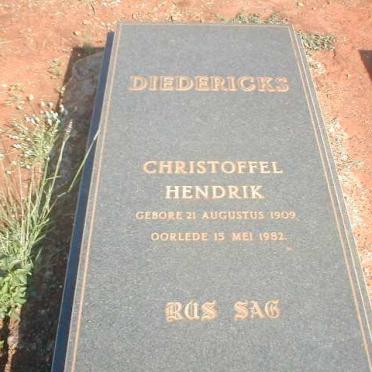 DIEDERICKS
CHRISTOFFEL
HENDRIK
GEBORE 21 AUGUSTUS 1909
OORLEDE 15 MEI 1982.
RUS SAG